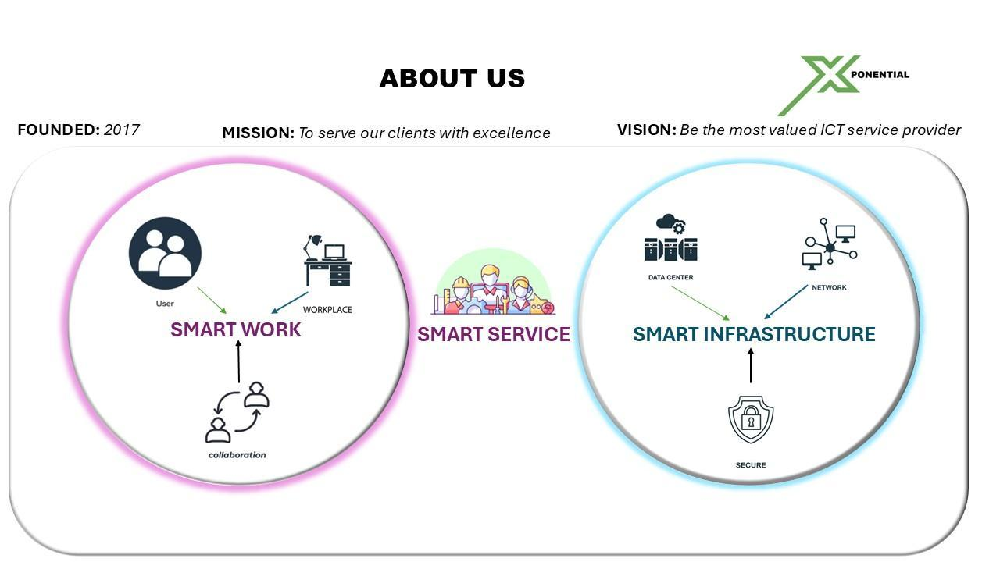 ABOUT US
XPONENTIAL
FOUNDED: 2017
MISSION: To serve our clients with excellence
VISION: Be the most valued ICT service provider
User
WORKPLACE
SMART WORK
collaboration
SMART SERVICE
DATA CENTER
NETWORK
SMART INFRASTRUCTURE
SECURE